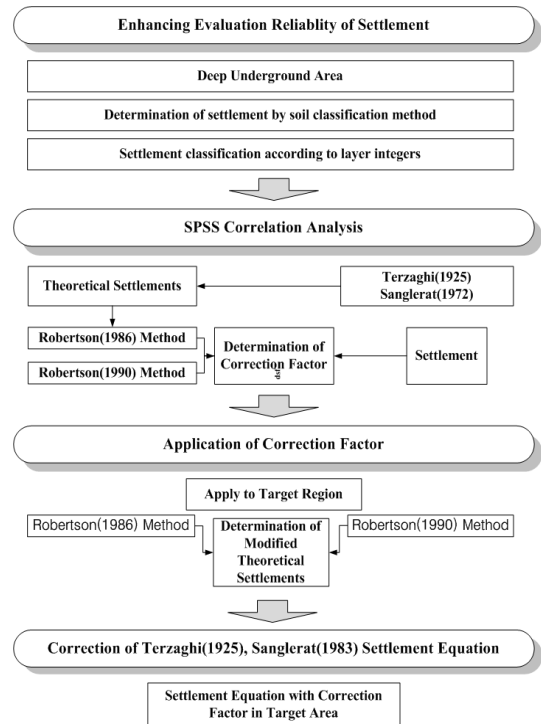 Enhancing Evaluation Reliablity of Settlement
Deep Underground Area
Determination of settlement by soil classification method
Settlement classification according to layer integers
SPSS Correlation Analysis
Theoretical Settlements
Terzaghi(1925)
Sanglerat(1972)
Robertson(1986) Method
Robertson(1990) Method
Determination of
Correction Factor
dsf
Settlement
Application of Correction Factor
Apply to Target Region
Robertson(1986) Method
Determination of
Modified
Theoretical
Settlements
Robertson(1990) Method
Correction of Terzaghi(1925), Sanglerat(1983) Settlement Equation
Settlement Equation with Correction
Factor in Target Area